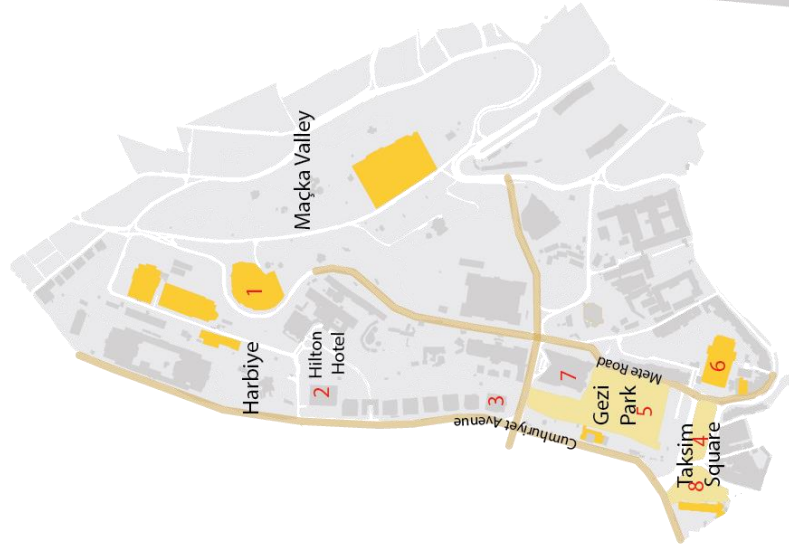 Maçka Valley
1
Harbiye
2
Hilton
Hotel
3
Cumhuriyet Avenue
7
Mete Road
Gezi
Park
5
6
Taksim
Square
4
8